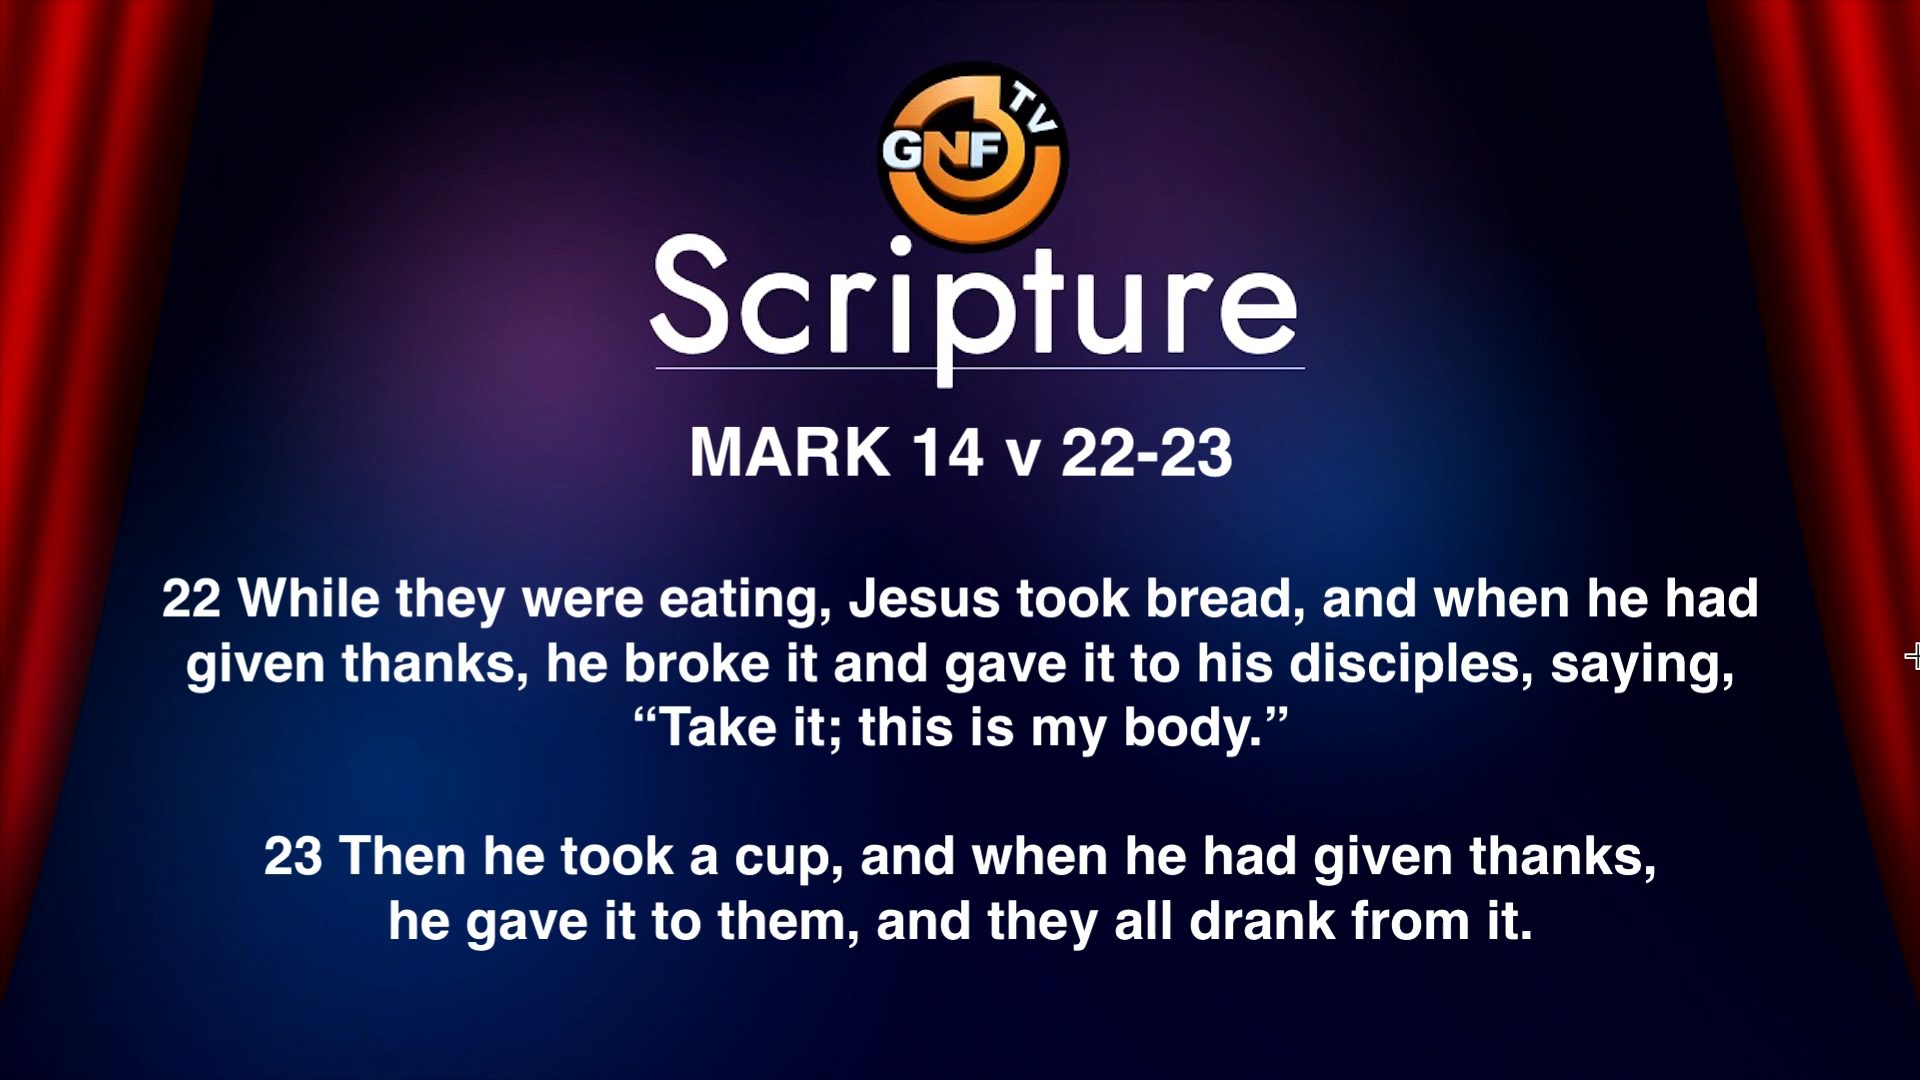 GNF TV
Scripture
MARK 14 v 22-23
22 While they were eating, Jesus took bread, and when he had
given thanks, he broke it and gave it to his disciples, saying,
“Take it; this is my body.”
23 Then he took a cup, and when he had given thanks,
he gave it to them, and they all drank from it.